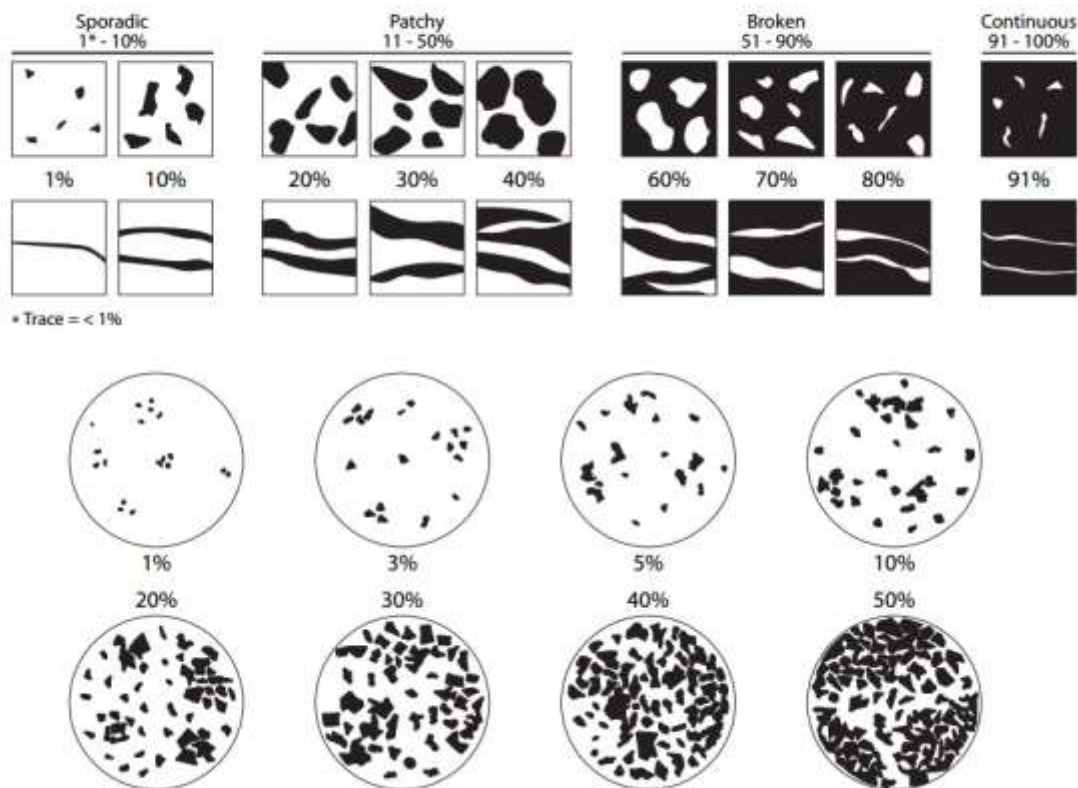 Sporadic
1* - 10%
Patchy
11 - 50%
Broken
51 - 90%
Continuous
91 - 100%
1%
10%
20%
30%
40%
60%
70%
80%
91%
* Trace = < 1%
1%
3%
5%
10%
20%
30%
40%
50%